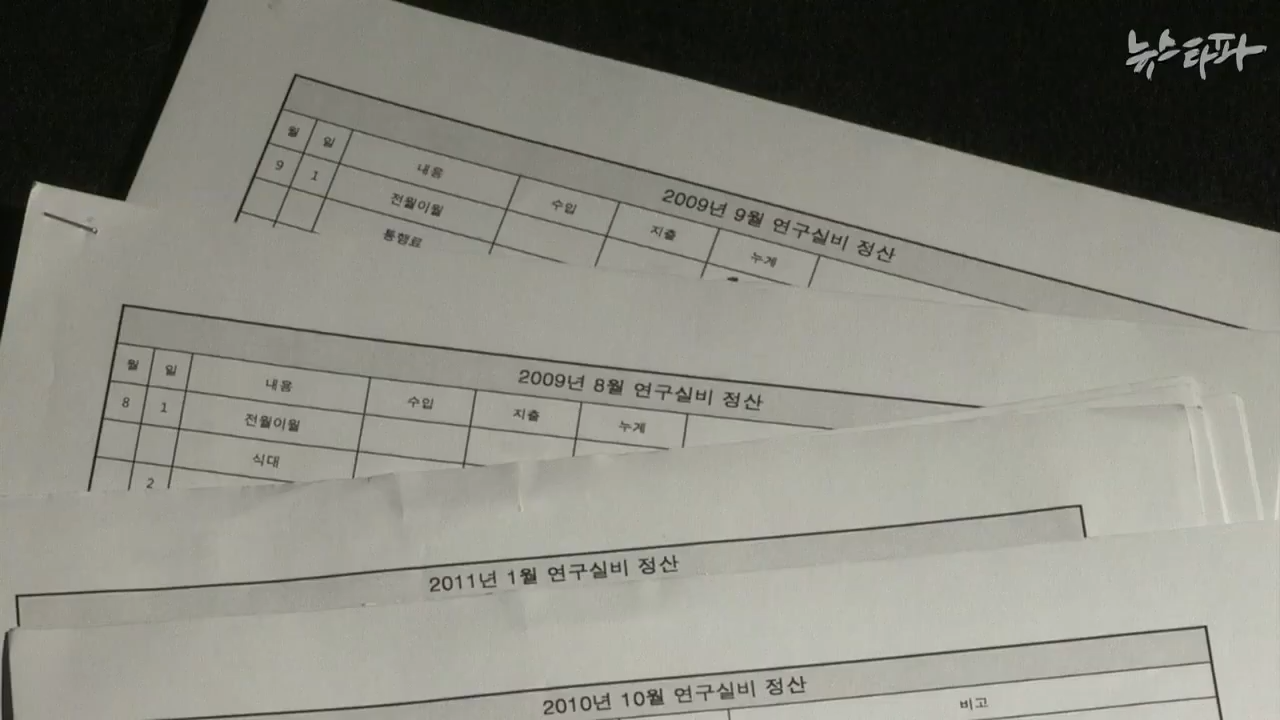 뉴스타파
2009년 9월 연구실비 정산
월 일 내용 수입 지출 누계
9 1 전월이월
통행료
2009년 8월 연구실비 정산
월 일 내용 수입 지출 누계
8 1 전월이월
식대
2
2011년 1월 연구실비 정산
2010년 10월 연구실비 정산
비고